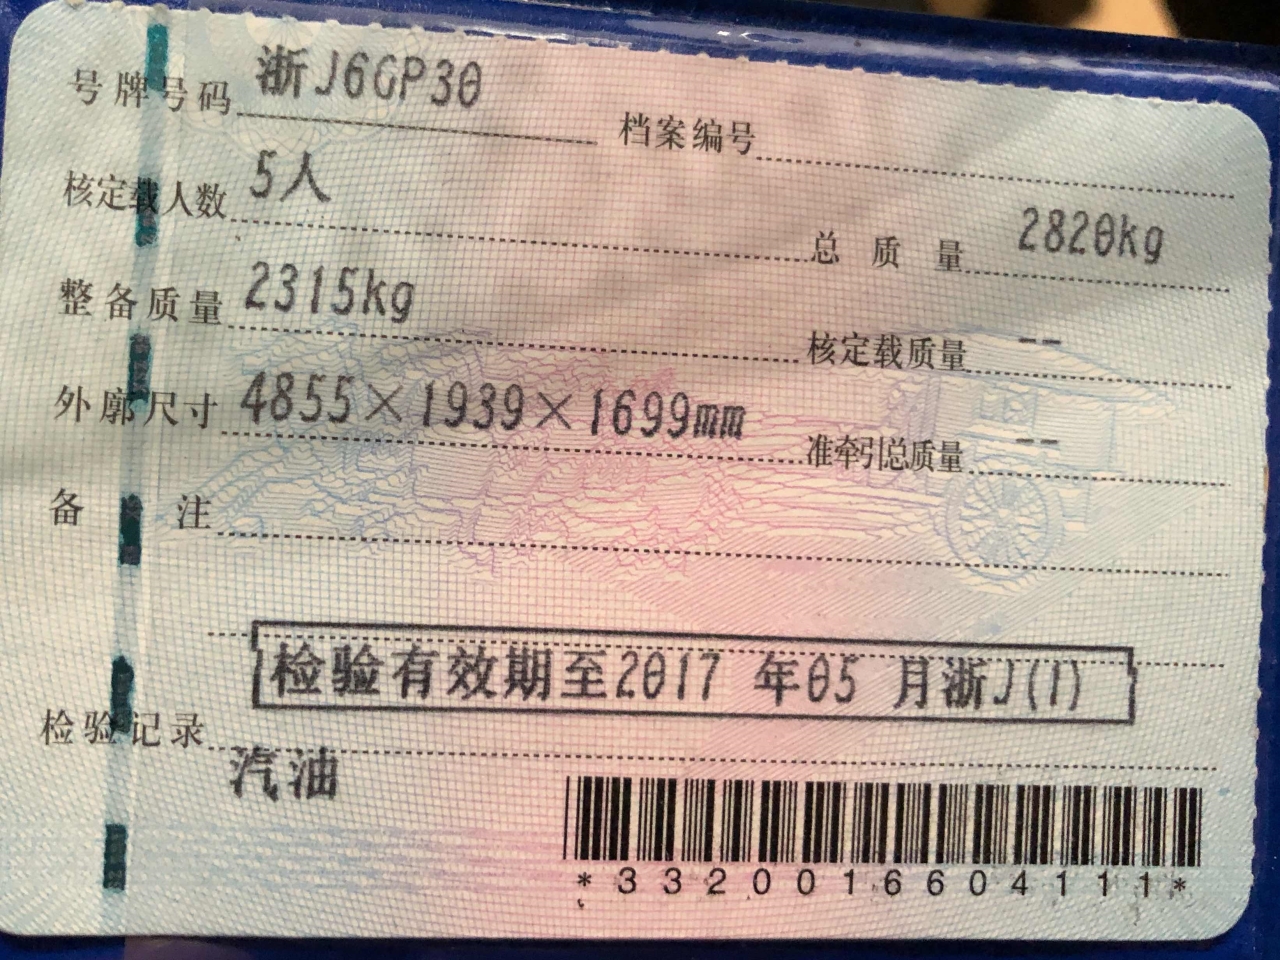 号牌号码 浙J6GP30 档案编号
核定载人数 5人 总质量 2820kg
整备质量 2315kg 核定载质量 --
外廓尺寸 4855×1939×1699mm 准牵引总质量 --
备注
检验有效期至2017 年05 月浙J(1)
检验记录
汽油
*3320016604111*